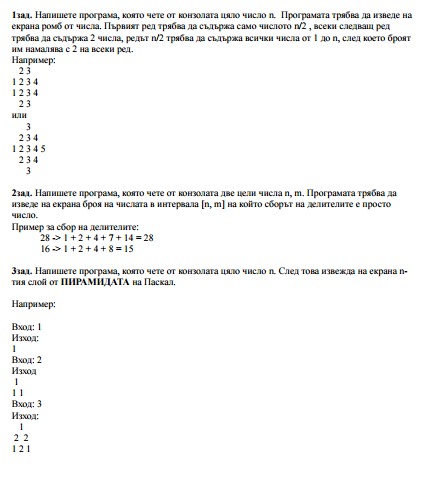 1зад. Напишете програма, която чете от конзолата цяло число n. Програмата трябва да изведе на
екрана ромб от числа. Първият ред трябва да съдържа само числото n/2 , всеки следващ ред
трябва да съдържа 2 числа, редът n/2 трябва да съдържа всички числа от 1 до n, след което броят
им намалява с 2 на всеки ред.
Например:
2 3
1 2 3 4
1 2 3 4
2 3
или
3
2 3 4
1 2 3 4 5
2 3 4
3
2зад. Напишете програма, която чете от конзолата две цели числа n, m. Програмата трябва да
изведе на екрана броя на числата в интервала [n, m] на който сборът на делителите е просто
число.
Пример за сбор на делителите:
28 -> 1 + 2 + 4 + 7 + 14 = 28
16 -> 1 + 2 + 4 + 8 = 15
3зад. Напишете програма, която чете от конзолата цяло число n. След това извежда на екрана n-
тия слой от ПИРАМИДАТА на Паскал.
Например:
Вход: 1
Изход:
1
Вход: 2
Изход
1
1 1
Вход: 3
Изход:
1
2 2
1 2 1